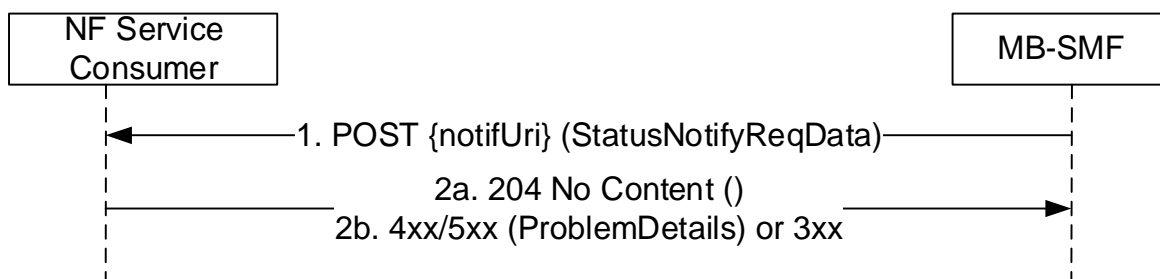 NF Service
Consumer
MB-SMF
1. POST {notifUri} (StatusNotifyReqData)
2a. 204 No Content ()
2b. 4xx/5xx (ProblemDetails) or 3xx